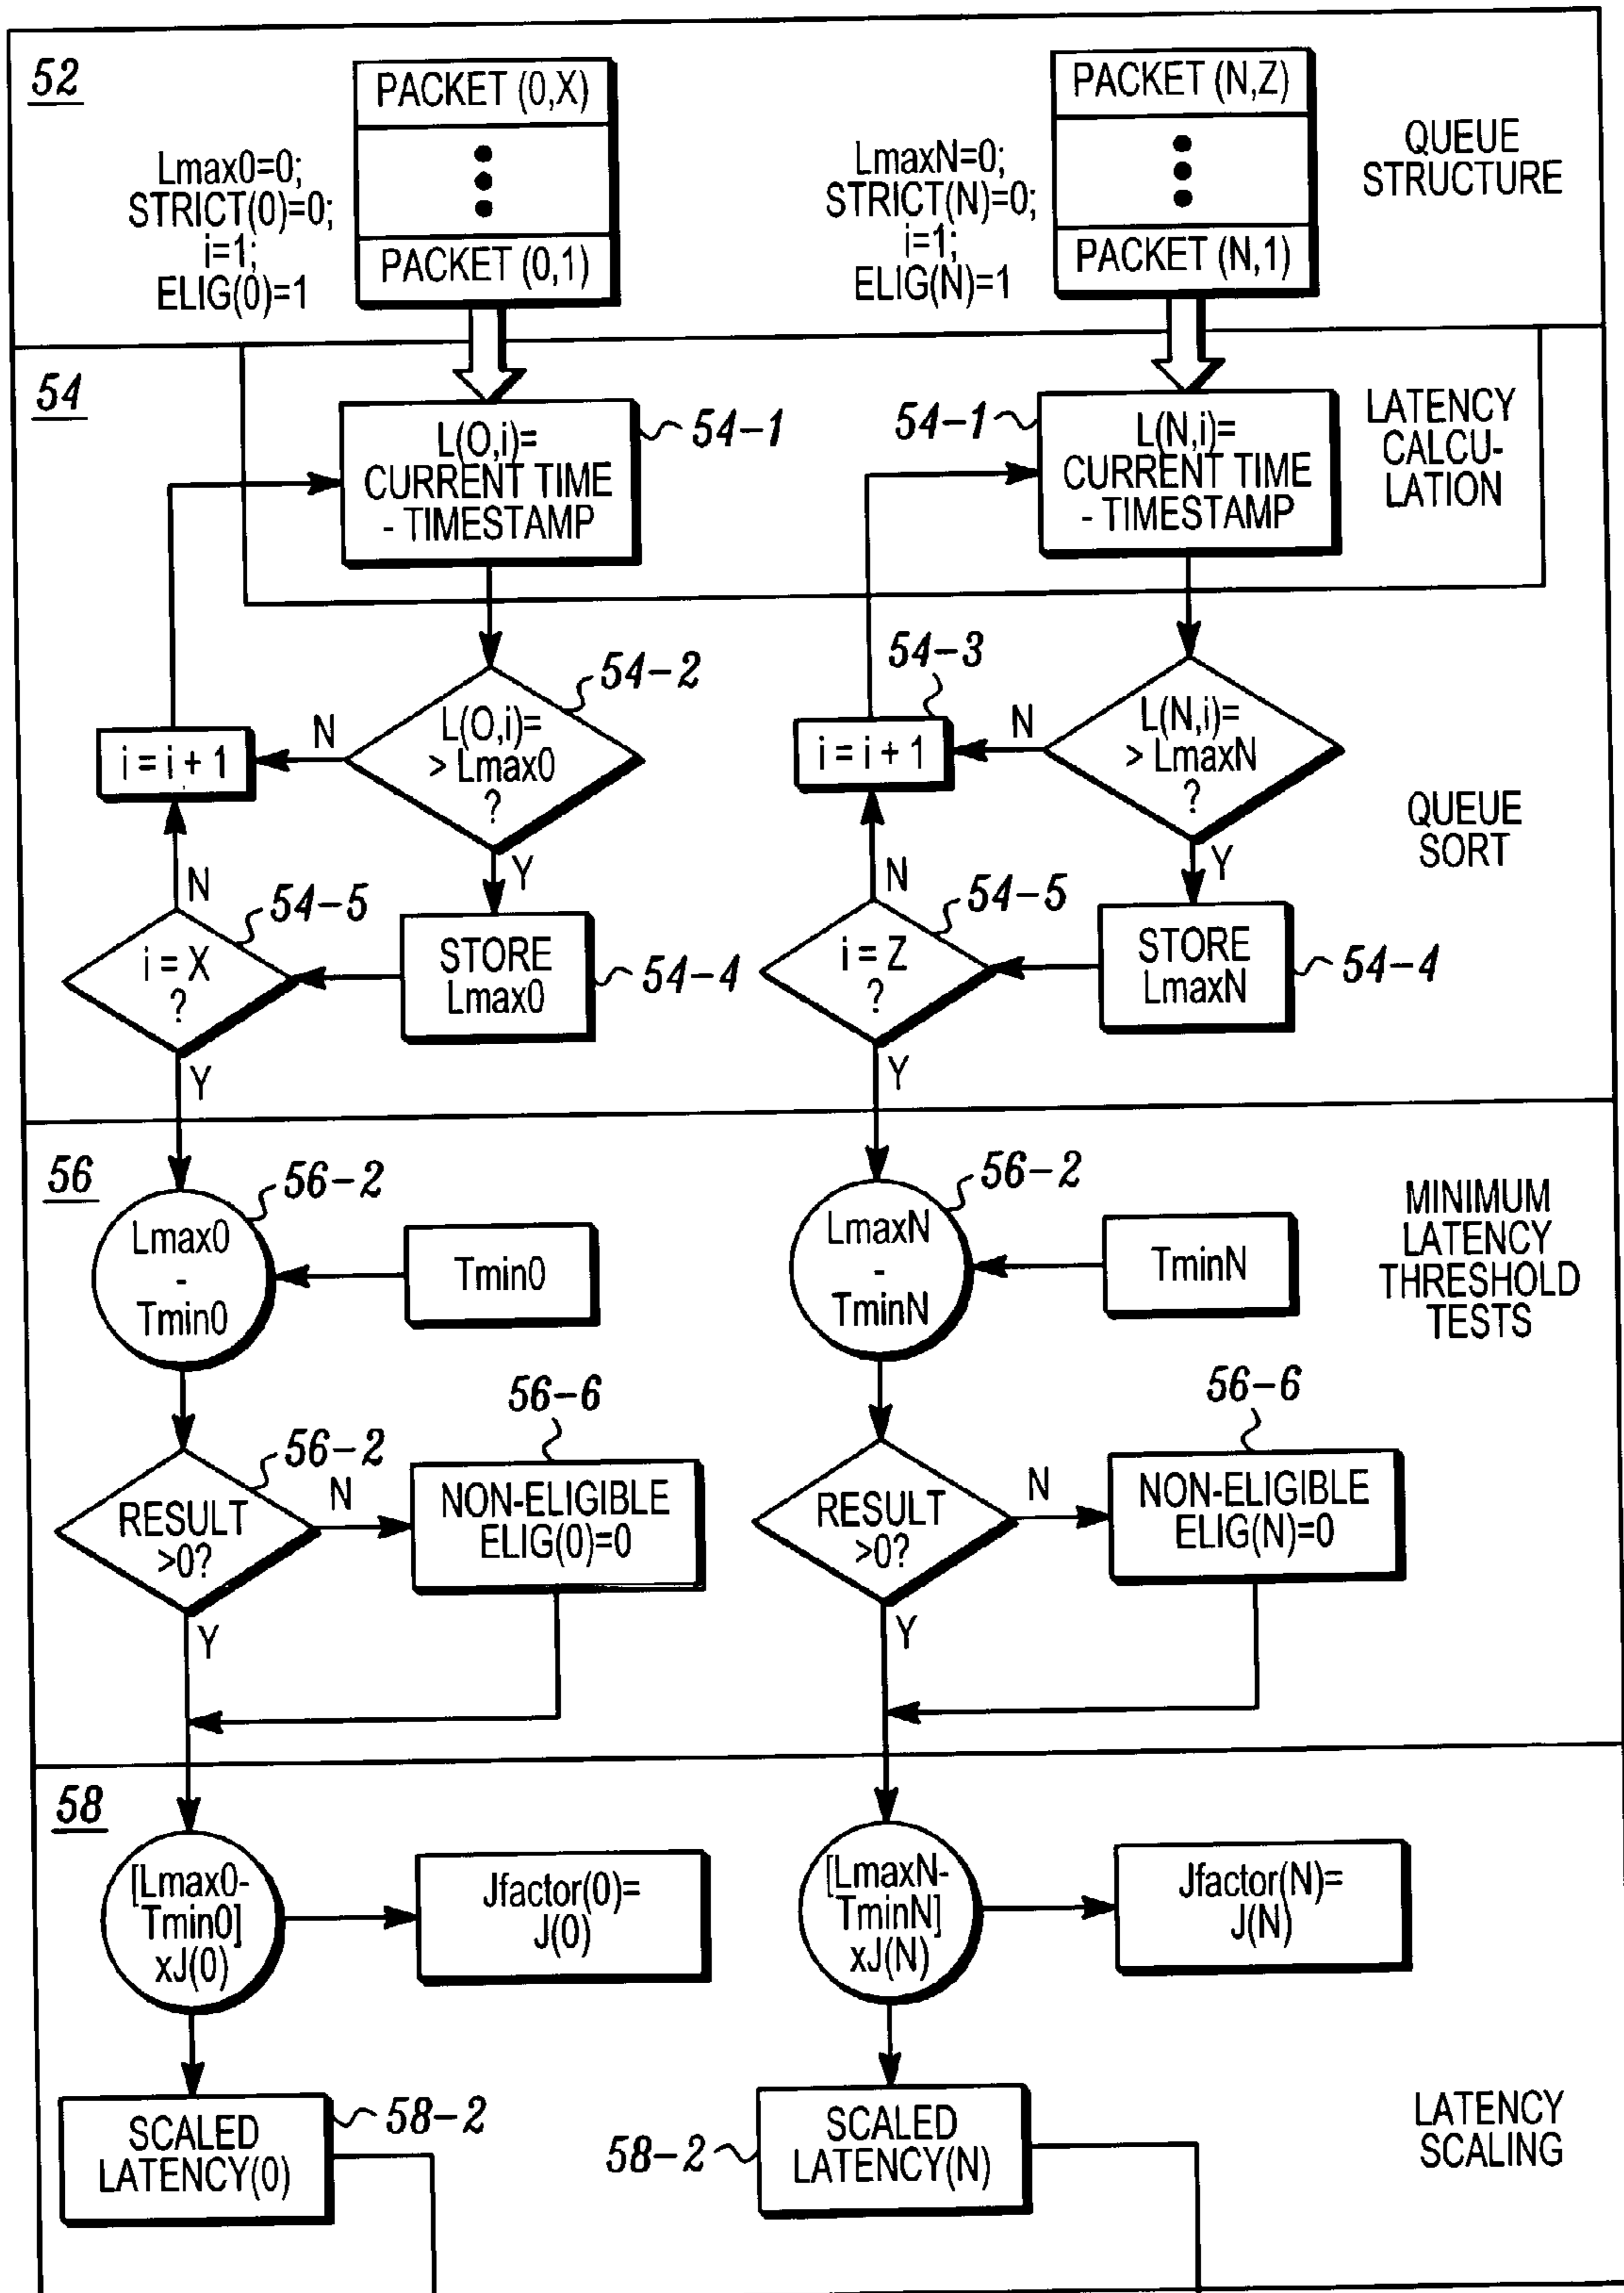 52
PACKET (0,X)
PACKET (0,1)
Lmax0=0;
STRICT(0)=0;
i=1;
ELIG(0)=1
PACKET (N,Z)
PACKET (N,1)
LmaxN=0;
STRICT(N)=0;
i=1;
ELIG(N)=1
QUEUE
STRUCTURE
54
L(0,i)=
CURRENT TIME
- TIMESTAMP
54-1
54-1
L(N,i)=
CURRENT TIME
- TIMESTAMP
LATENCY
CALCU-
LATION
54-2
L(0,i)=
> Lmax0
?
N
i = i + 1
Y
N
54-5
i = X
?
STORE
Lmax0
54-4
Y
54-3
i = i + 1
N
L(N,i)=
> LmaxN
?
Y
N
54-5
i = Z
?
STORE
LmaxN
54-4
Y
QUEUE
SORT
56
56-2
Lmax0
-
Tmin0
Tmin0
56-2
LmaxN
-
TminN
TminN
MINIMUM
LATENCY
THRESHOLD
TESTS
56-2
RESULT
>0?
N
56-6
NON-ELIGIBLE
ELIG(0)=0
Y
RESULT
>0?
N
56-6
NON-ELIGIBLE
ELIG(N)=0
Y
58
[Lmax0-
Tmin0]
xJ(0)
Jfactor(0)=
J(0)
[LmaxN-
TminN]
xJ(N)
Jfactor(N)=
J(N)
SCALED
LATENCY(0)
58-2
58-2
SCALED
LATENCY(N)
LATENCY
SCALING